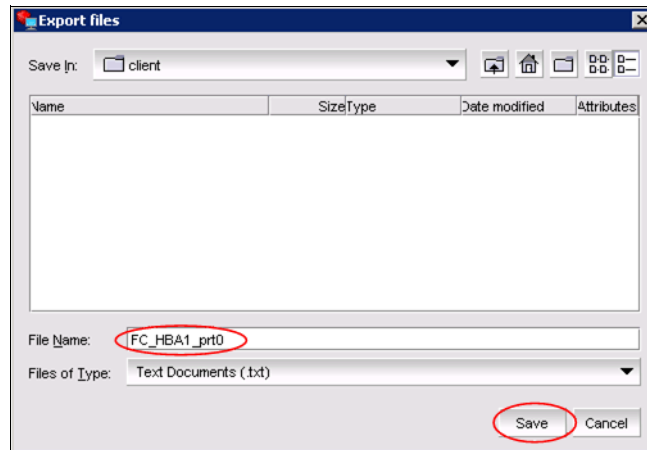 Export files
Save In: client
Name Size Type Date modified Attributes
File Name: FC_HBA1_prt0
Files of Type: Text Documents (.txt)
Save Cancel